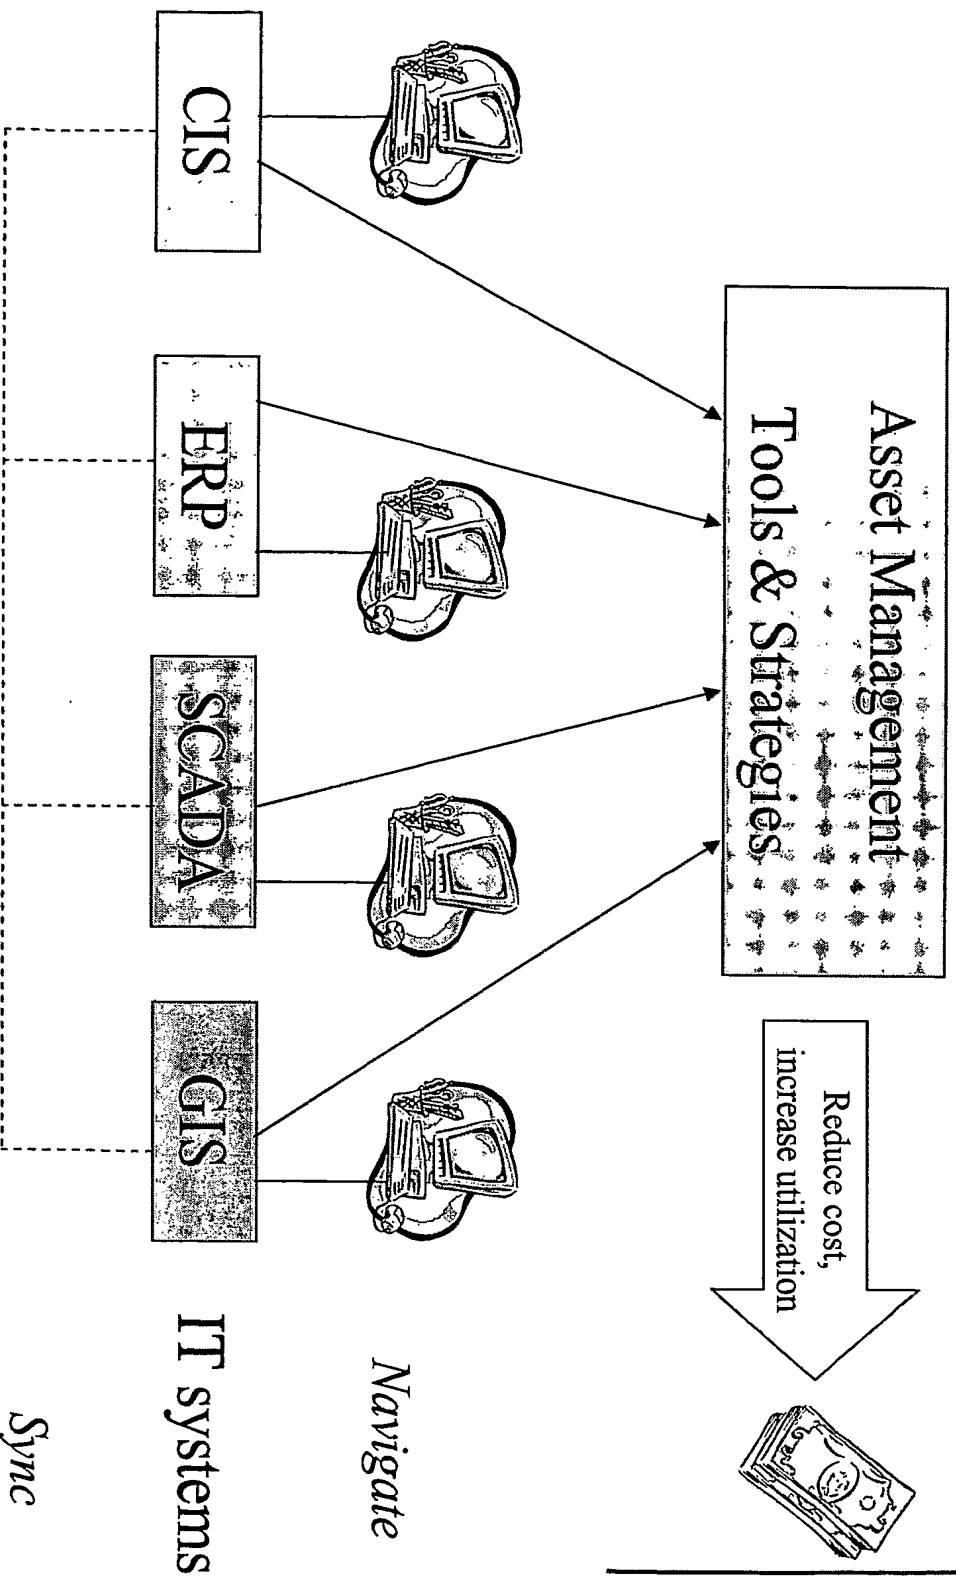 Asset Management
Tools & Strategies
Reduce cost,
increase utilization
Navigate
CIS
ERP
SCADA
GIS
IT systems
Sync